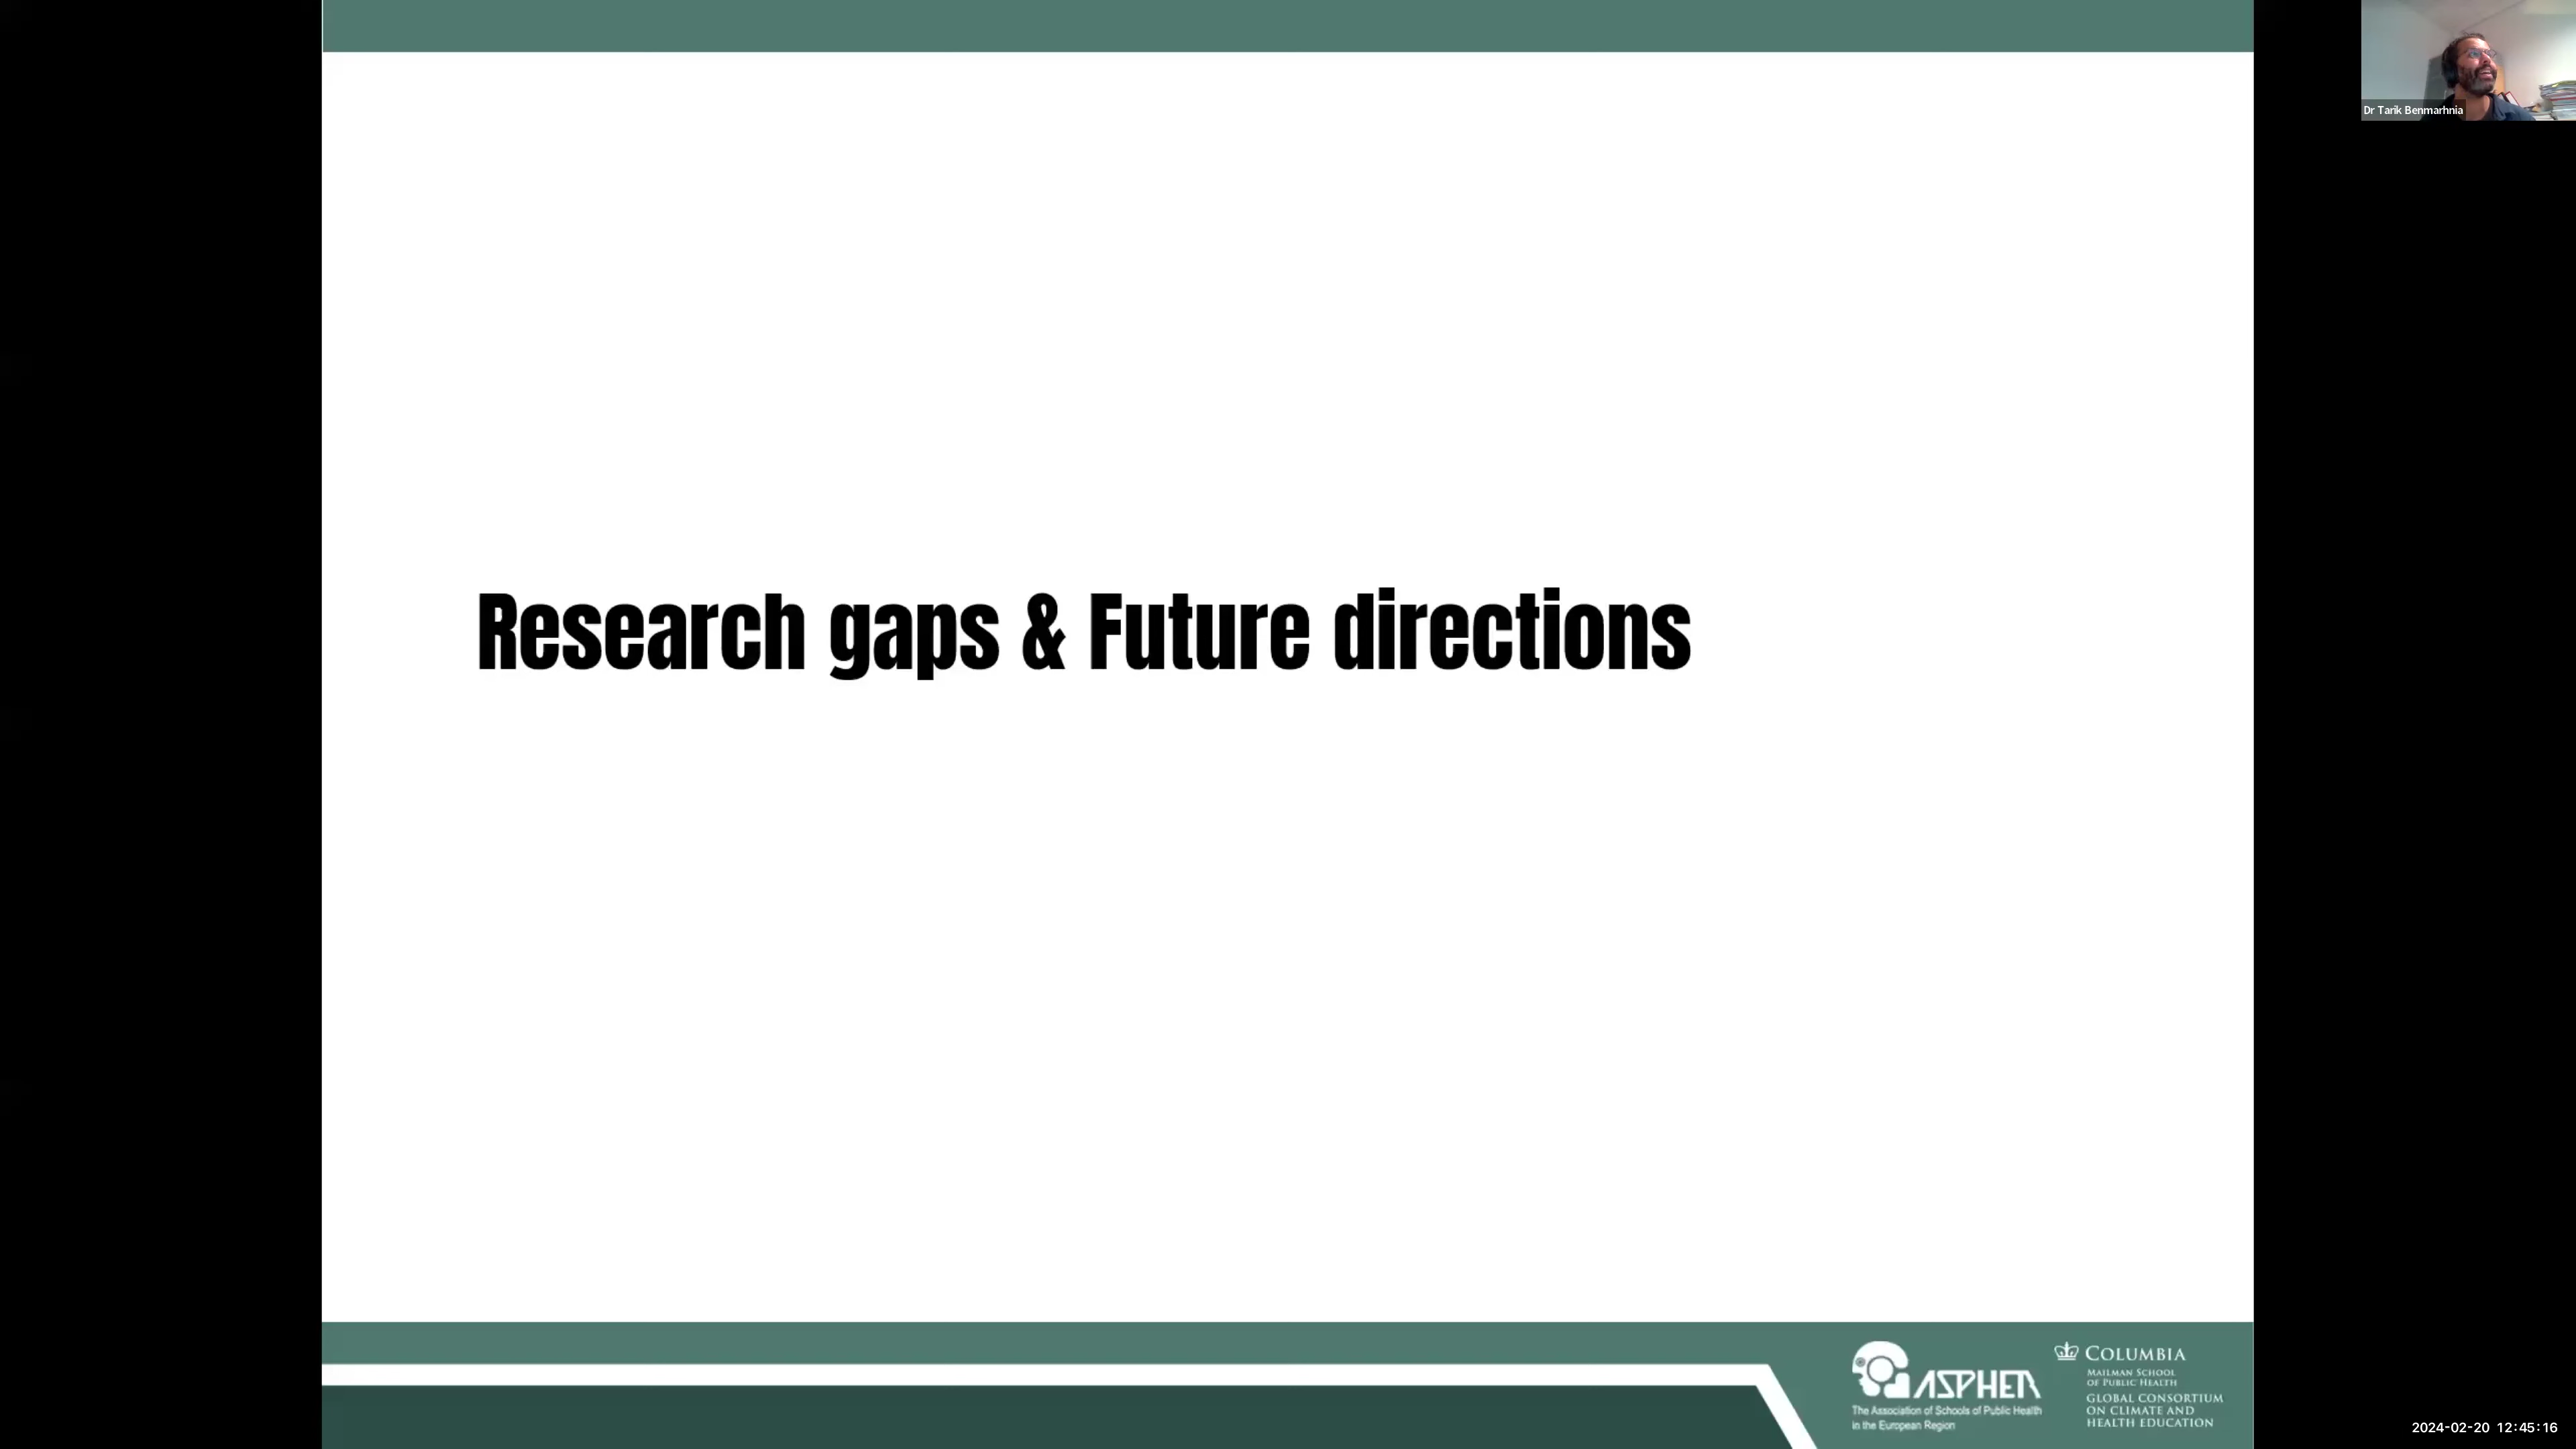 Dr Tarik Benmarhnia
Research gaps & Future directions
ASPHER
The Association of Schools of Public Health
in the European Region
COLUMBIA
MAILMAN SCHOOL
OF PUBLIC HEALTH
GLOBAL CONSORTIUM
ON CLIMATE AND
HEALTH EDUCATION
2024-02-20 12:45:16